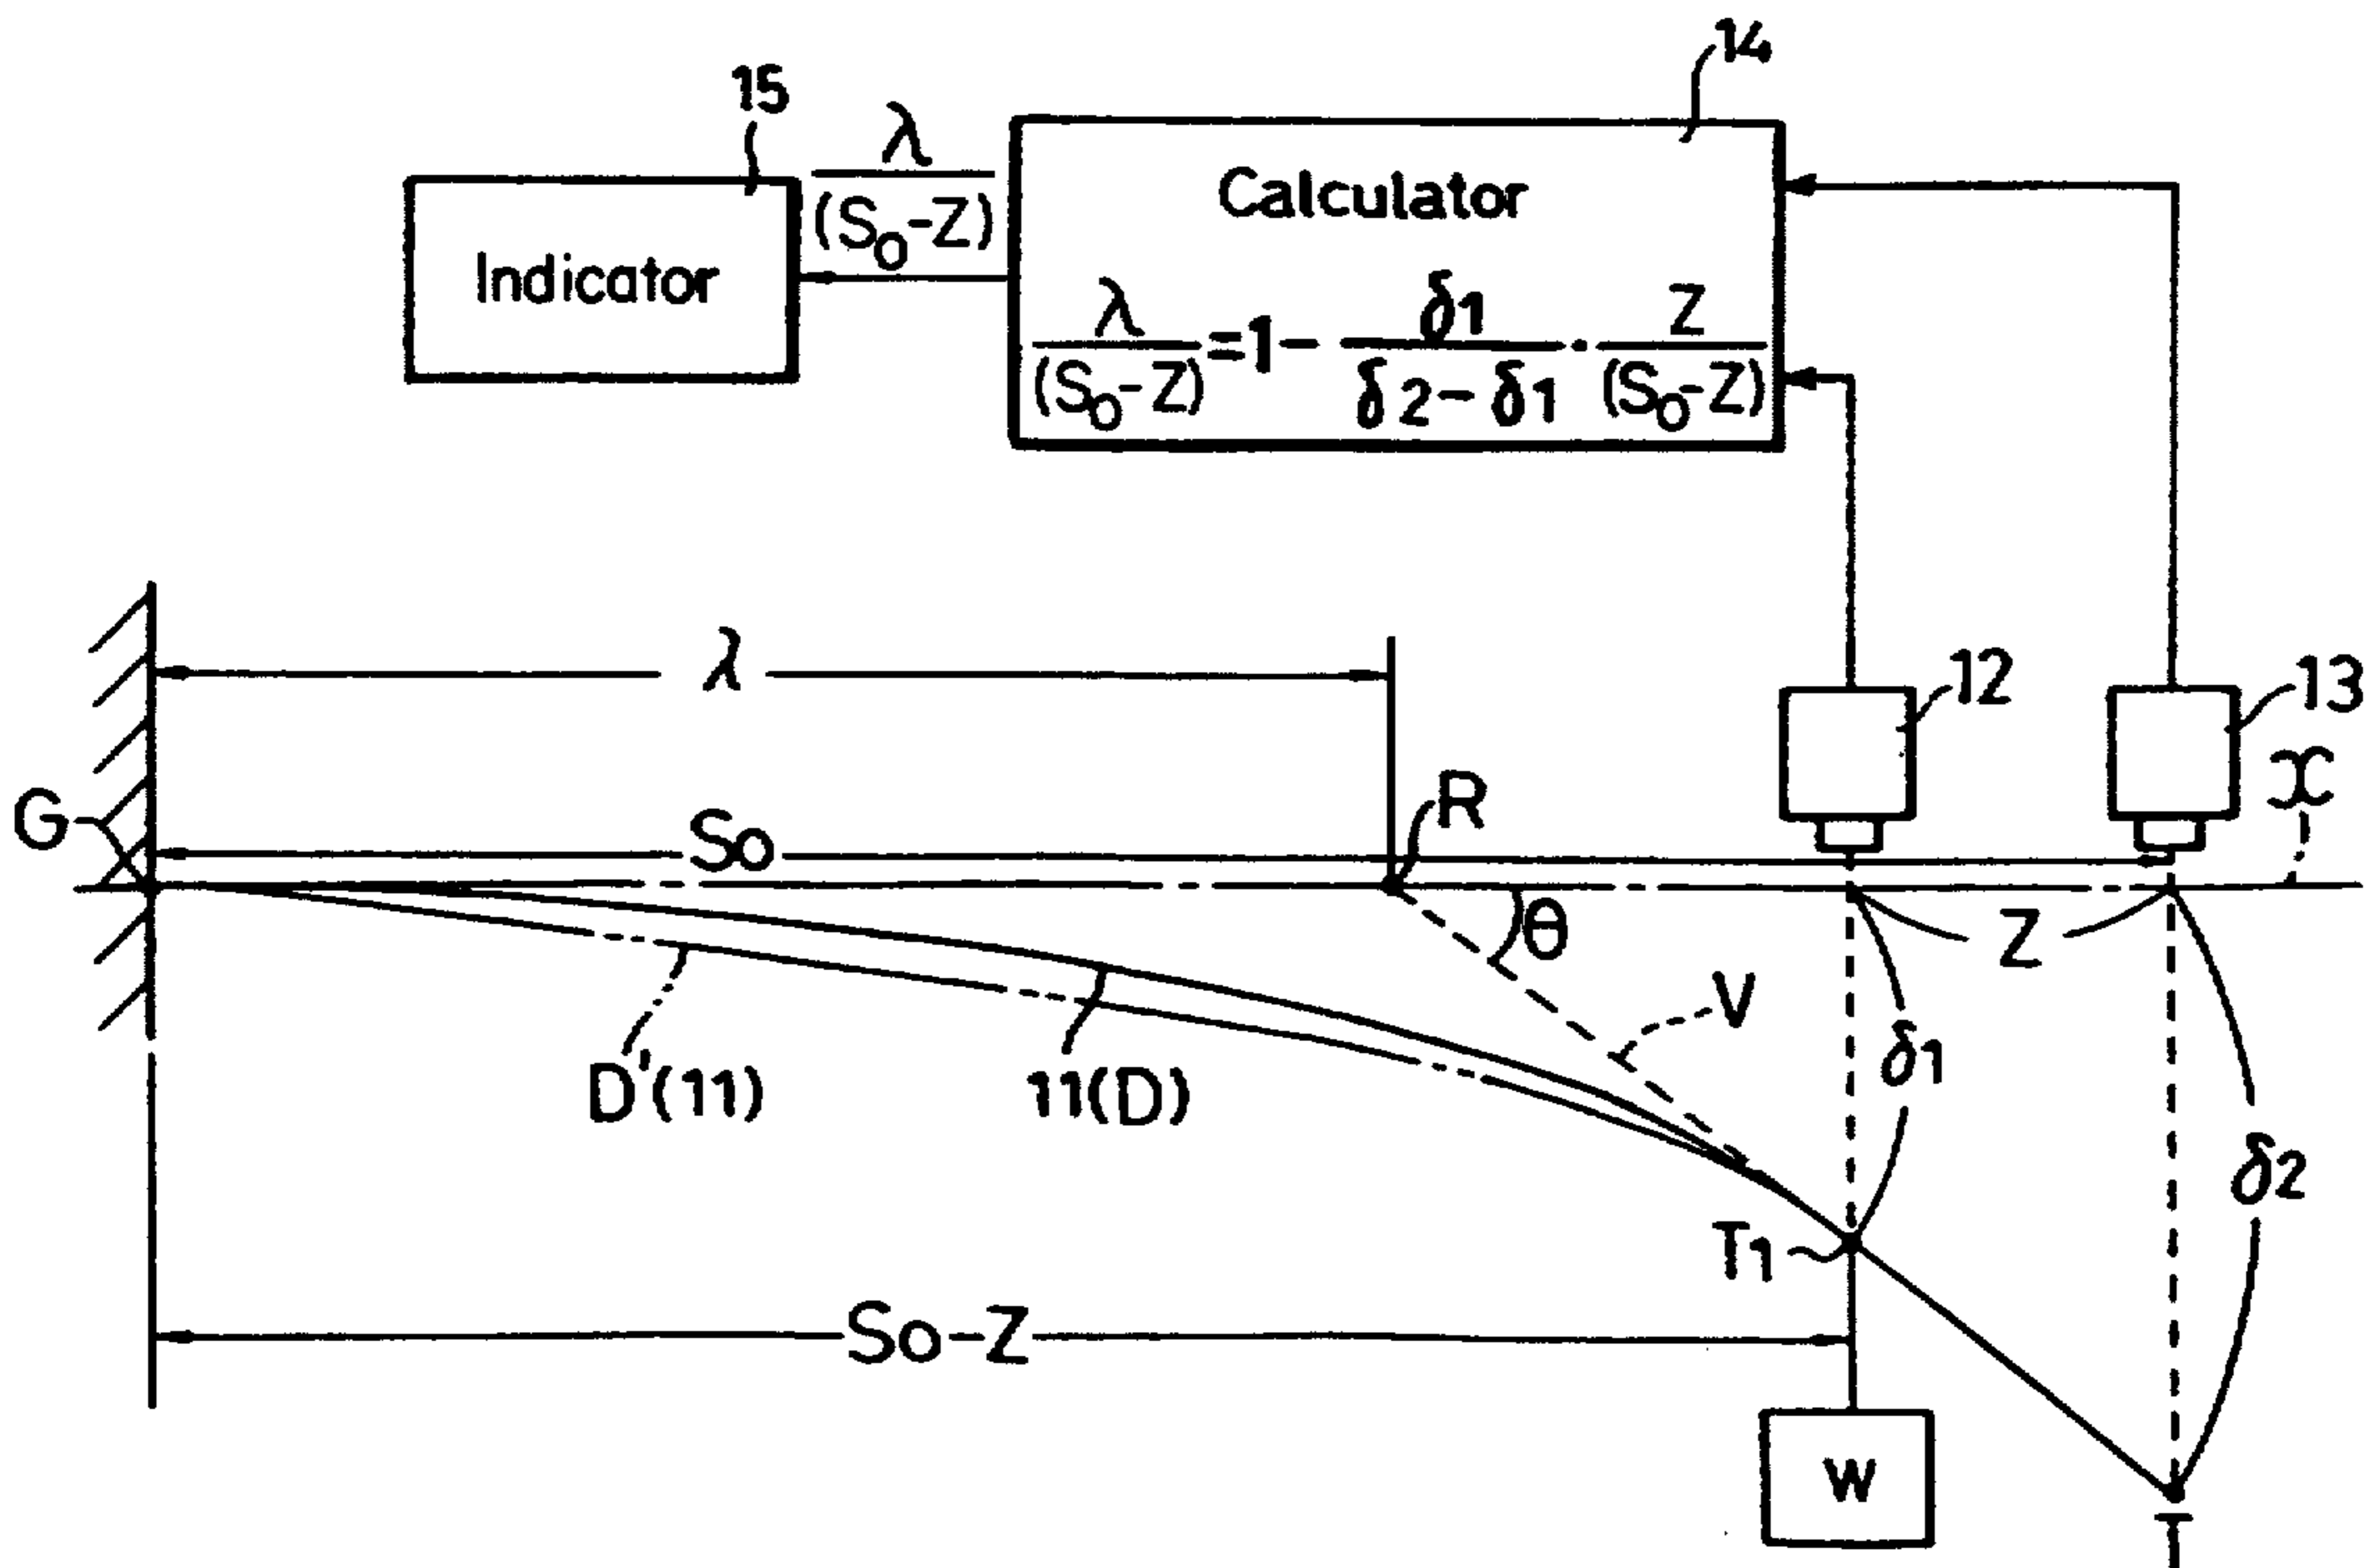 14
15
λ
(S₀-Z)
Calculator
Indicator
λ/(S₀-Z)=1-δ1/(δ2-δ1)·Z/(S₀-Z)
λ
12
13
x
G
So
R
θ
Z
V
δ1
D'(11)
11(D)
δ2
T1
So-Z
W
T